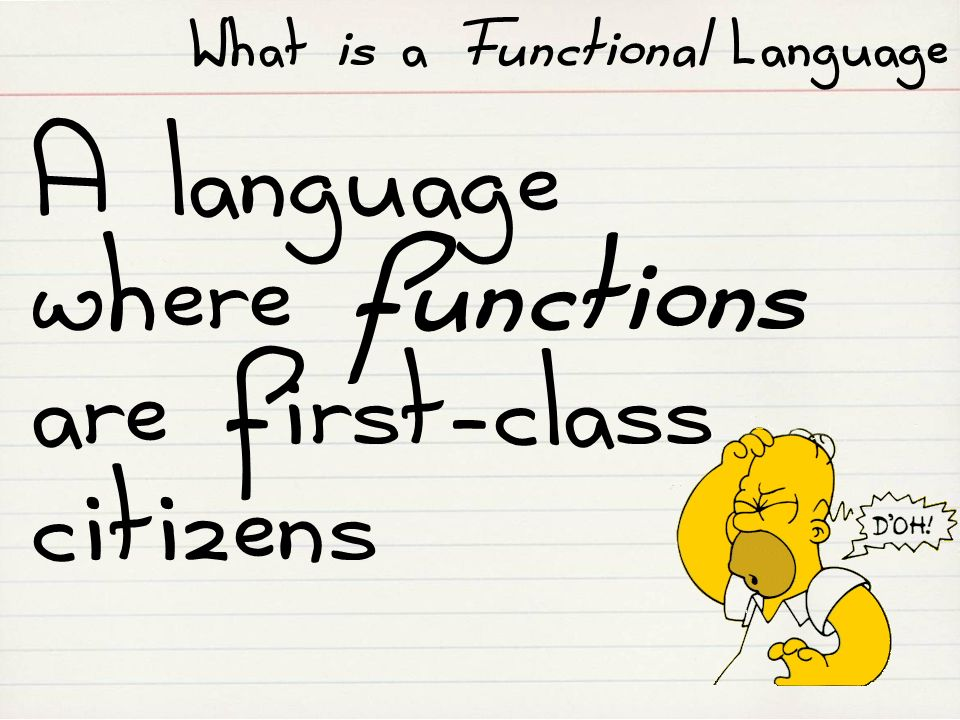 What is a Functional Language
A language
where functions
are first-class
citizens
D'OH!